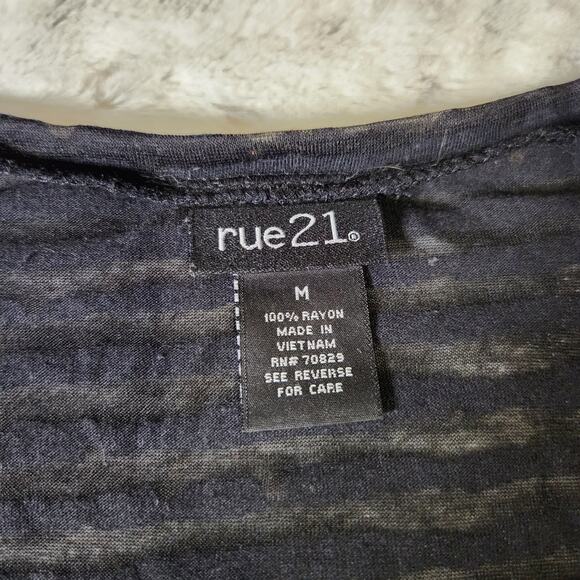 rue21®
M
100% RAYON
MADE IN
VIETNAM
RN# 70829
SEE REVERSE
FOR CARE